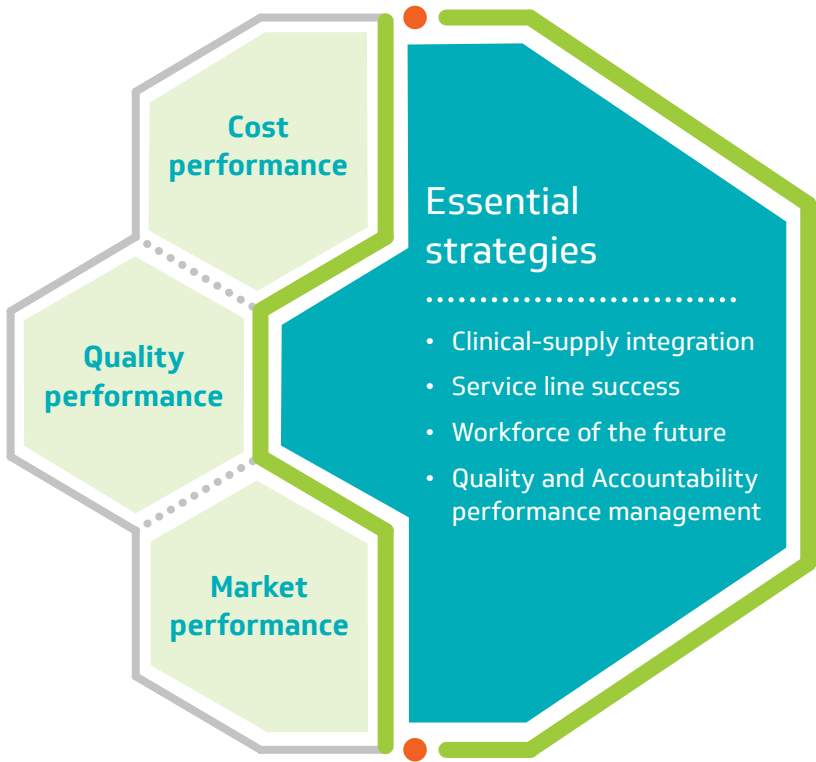 Cost
performance
Quality
performance
Market
performance
Essential
strategies
• Clinical-supply integration
• Service line success
• Workforce of the future
• Quality and Accountability
performance management